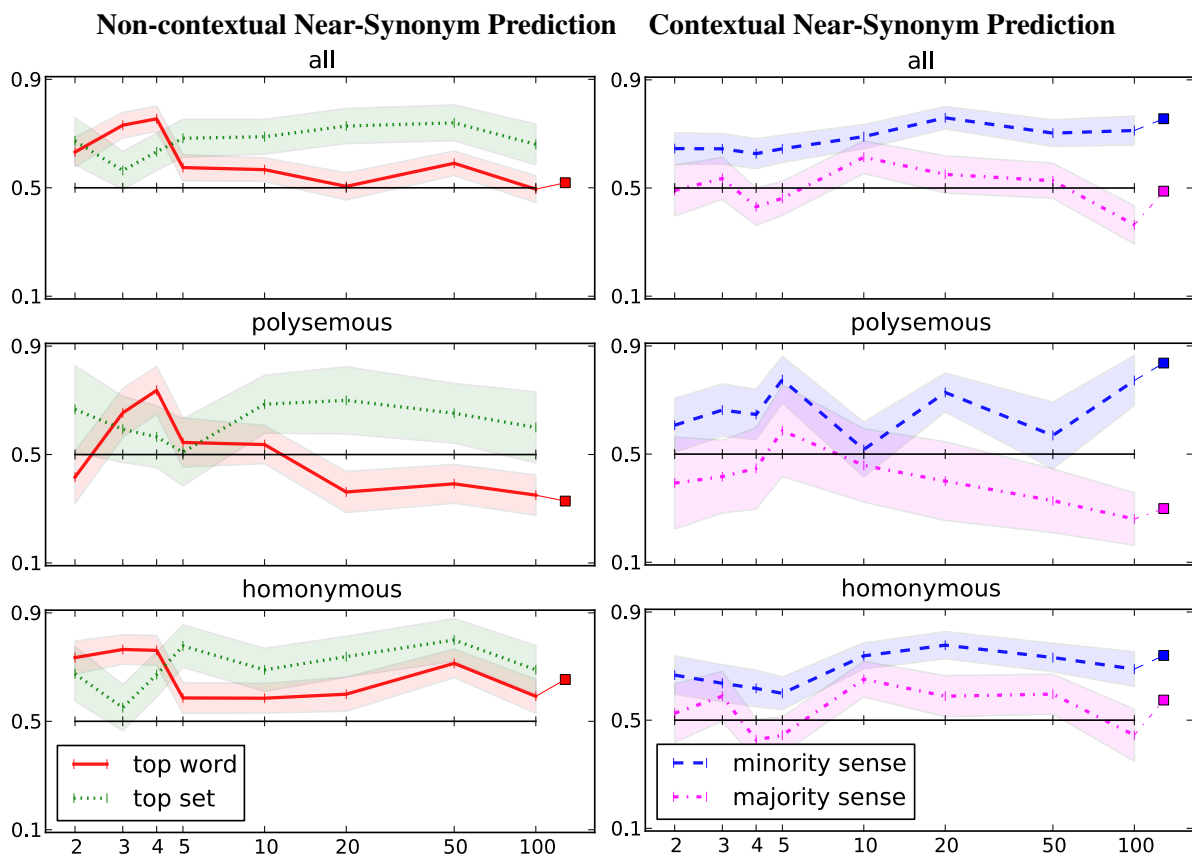 Non-contextual Near-Synonym Prediction Contextual Near-Synonym Prediction
all
0.9
0.5
0.1
all
0.9
0.5
0.1
polysemous
0.9
0.5
0.1
polysemous
0.9
0.5
0.1
homonymous
0.9
0.5
0.1
top word
top set
2 3 4 5 10 20 50 100
homonymous
0.9
0.5
0.1
minority sense
majority sense
2 3 4 5 10 20 50 100